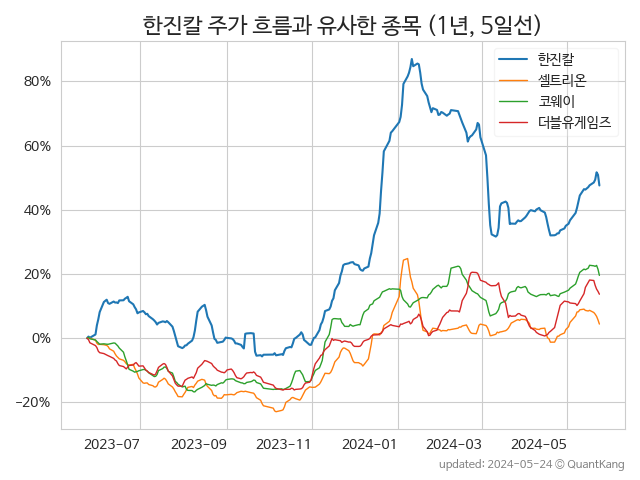 한진칼 주가 흐름과 유사한 종목 (1년, 5일선)
한진칼
셀트리온
코웨이
더블유게임즈
80%
60%
40%
20%
0%
−20%
2023−07
2023−09
2023−11
2024−01
2024−03
2024−05
updated: 2024-05-24 © QuantKang